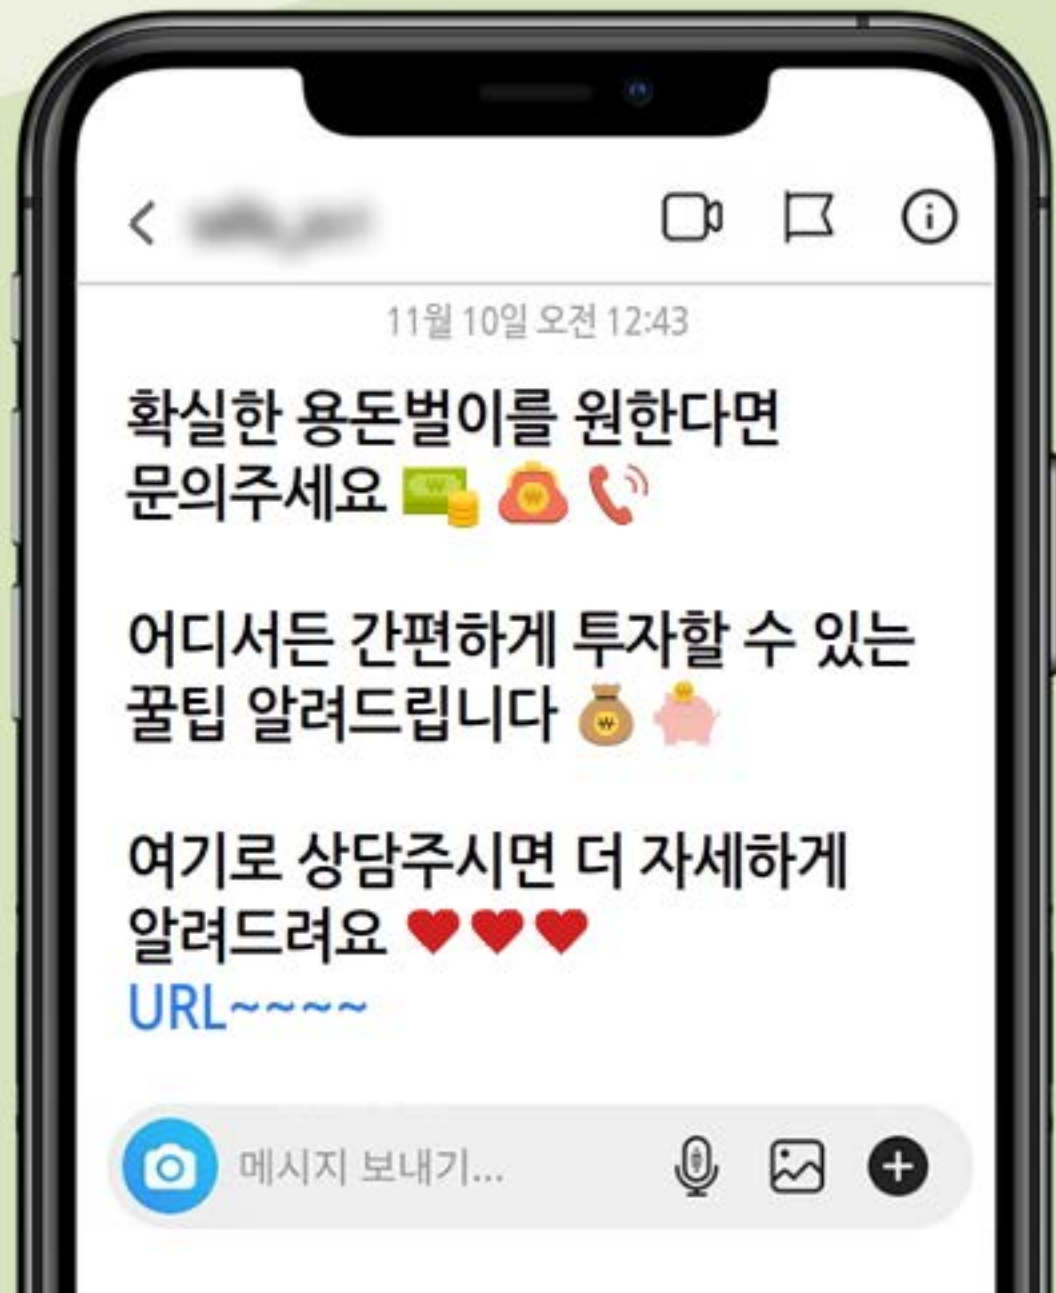 11월 10일 오전 12:43
확실한 용돈벌이를 원한다면
문의주세요
어디서든 간편하게 투자할 수 있는
꿀팁 알려드립니다
여기로 상담주시면 더 자세하게
알려드려요 ♥♥♥
URL~~~~
메시지 보내기...